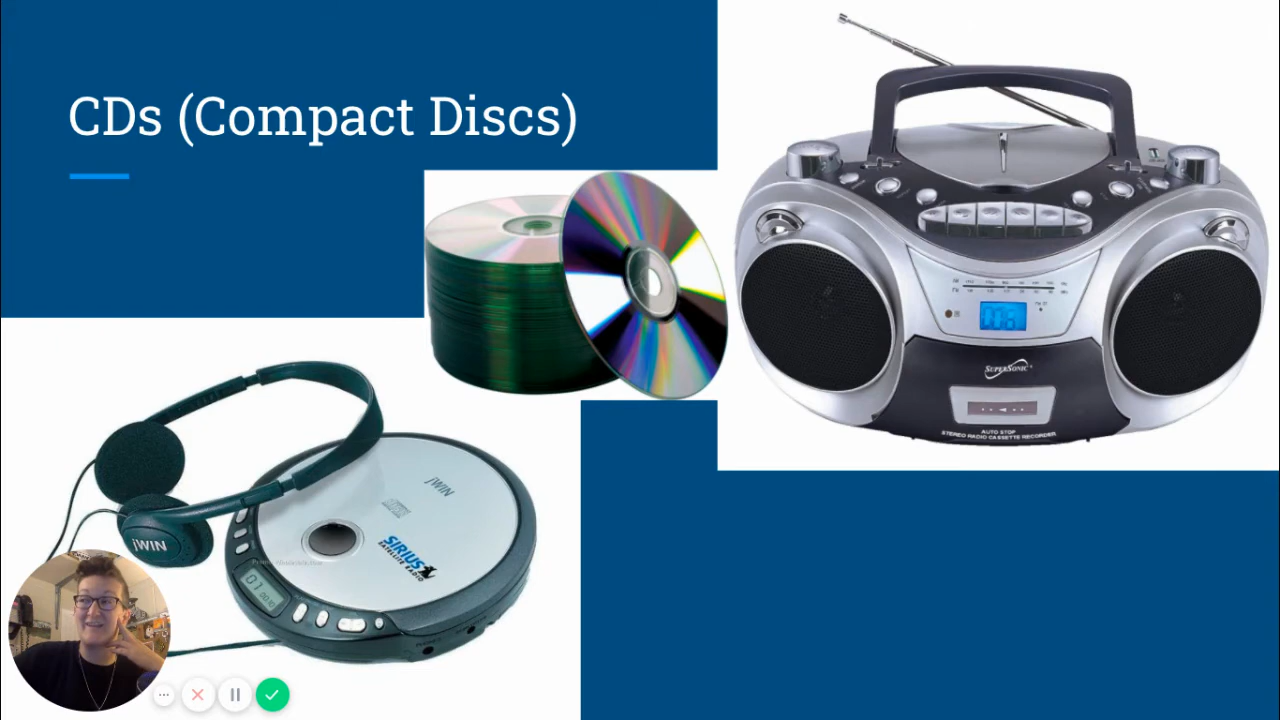 CDs (Compact Discs)
SUPERSONIC
AUTO STOP
STEREO RADIO CASSETTE RECORDER
jWIN
SIRIUS
SATELLITE RADIO
jWIN